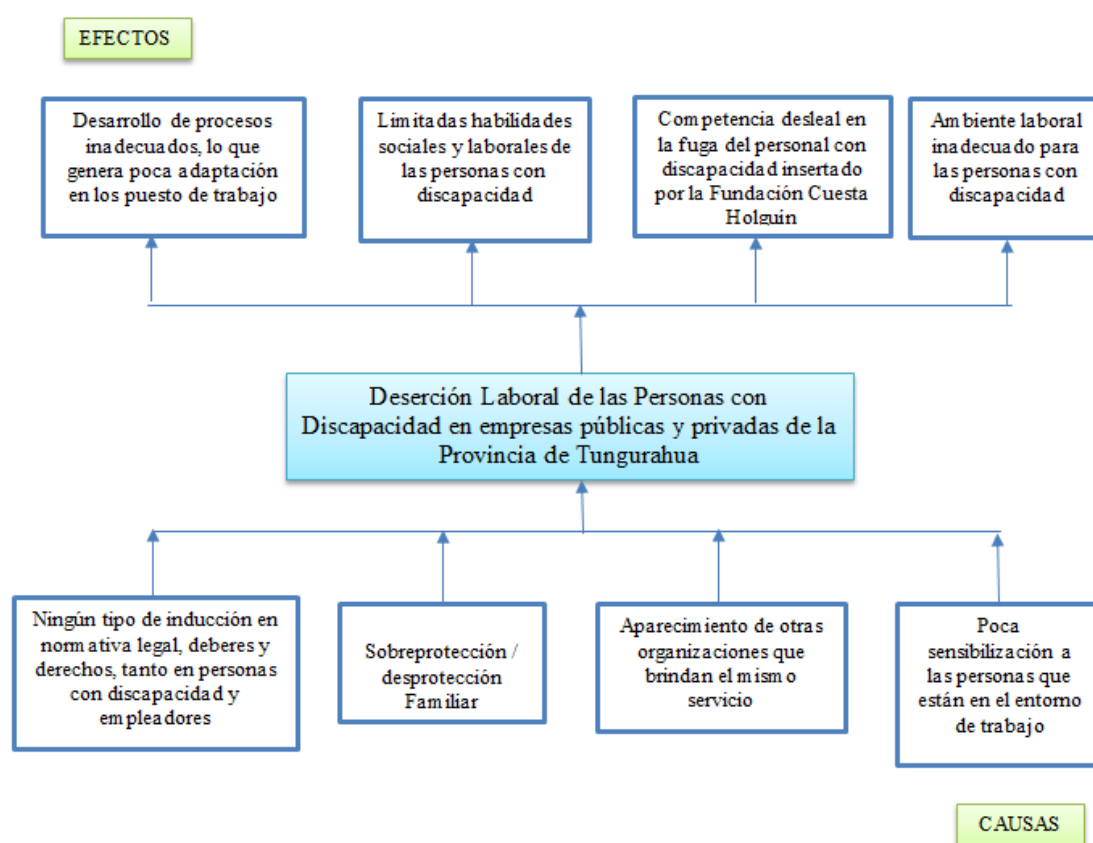 EFECTOS
Desarrollo de procesos
inadecuados, lo que
genera poca adaptación
en los puesto de trabajo
Limitadas habilidades
sociales y laborales de
las personas con
discapacidad
Competencia desleal en
la fuga del personal con
discapacidad insertado
por la Fundación Cuesta
Holguin
Ambiente laboral
inadecuado para
las personas con
discapacidad
Deserción Laboral de las Personas con
Discapacidad en empresas públicas y privadas de la
Provincia de Tungurahua
Ningún tipo de inducción en
normativa legal, deberes y
derechos, tanto en personas
con discapacidad y
empleadores
Sobreprotección /
desprotección
Familiar
Aparecimiento de otras
organizaciones que
brindan el mismo
servicio
Poca
sensibilización a
las personas que
están en el entorno
de trabajo
CAUSAS